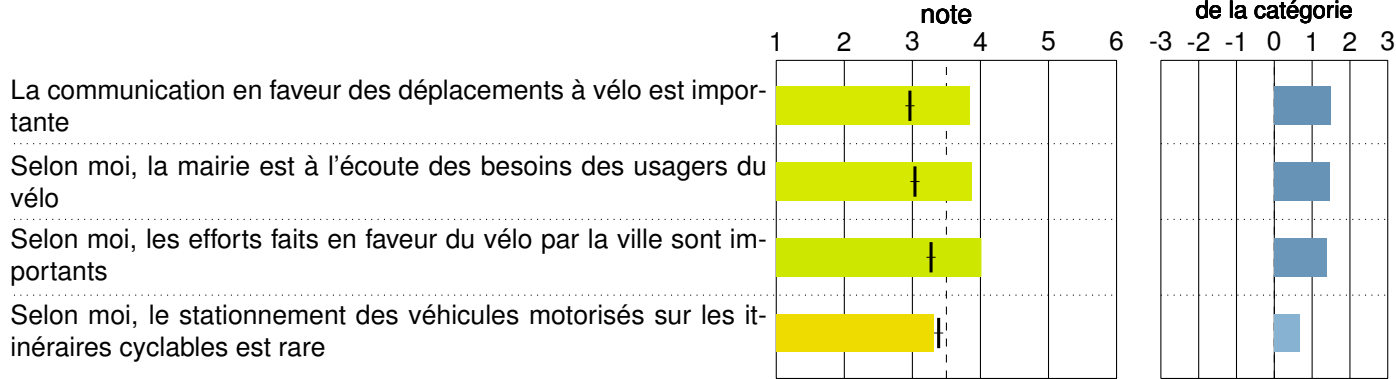 note
de la catégorie
1 2 3 4 5 6
-3 -2 -1 0 1 2 3
La communication en faveur des déplacements à vélo est impor-
tante
Selon moi, la mairie est à l'écoute des besoins des usagers du
vélo
Selon moi, les efforts faits en faveur du vélo par la ville sont im-
portants
Selon moi, le stationnement des véhicules motorisés sur les it-
inéraires cyclables est rare